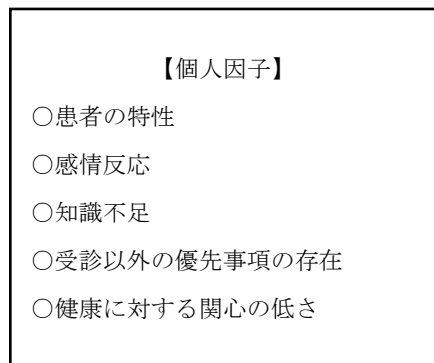 【個人因子】
○患者の特性
○感情反応
○知識不足
○受診以外の優先事項の存在
○健康に対する関心の低さ